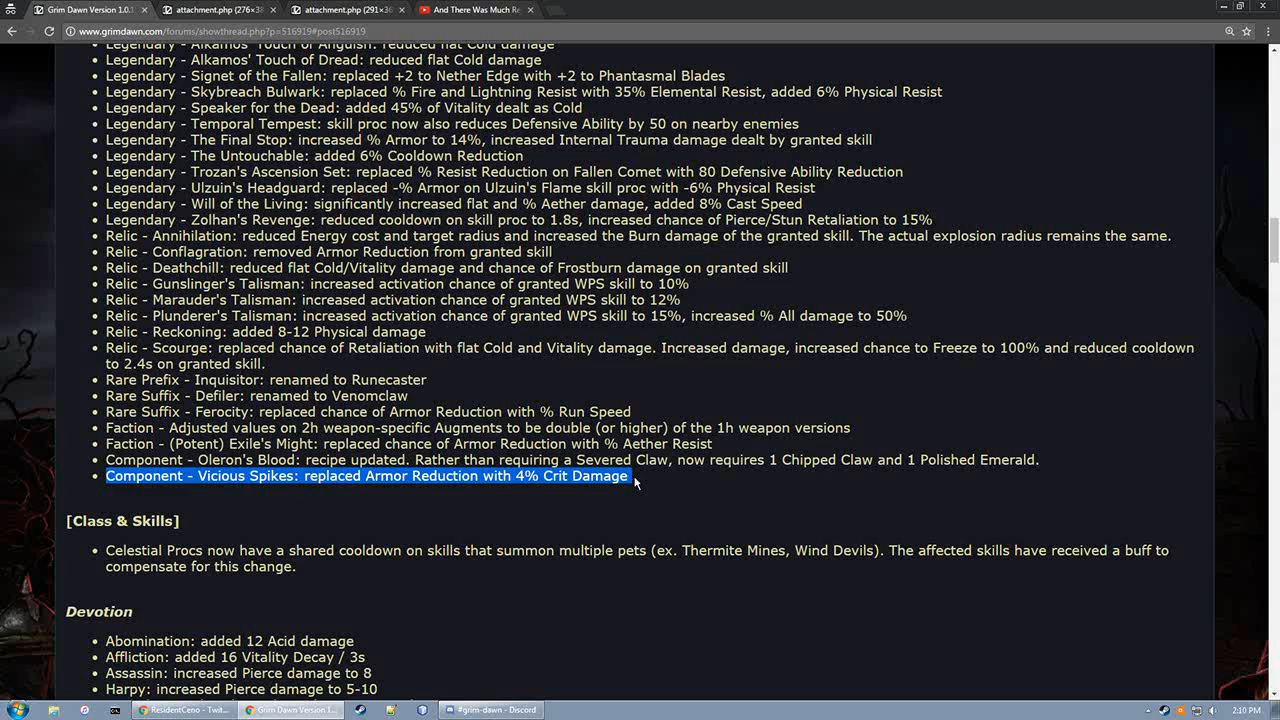 Grim Dawn Version 1.0.
attachment.php (276×38
attachment.php (291×36
And There Was Much Re
www.grimdawn.com/forums/showthread.php?p=516919#post516919
Legendary - Alkamos' Touch of Anguish: reduced flat Cold damage
Legendary - Alkamos' Touch of Dread: reduced flat Cold damage
Legendary - Signet of the Fallen: replaced +2 to Nether Edge with +2 to Phantasmal Blades
Legendary - Skybreach Bulwark: replaced % Fire and Lightning Resist with 35% Elemental Resist, added 6% Physical Resist
Legendary - Speaker for the Dead: added 45% of Vitality dealt as Cold
Legendary - Temporal Tempest: skill proc now also reduces Defensive Ability by 50 on nearby enemies
Legendary - The Final Stop: increased % Armor to 14%, increased Internal Trauma damage dealt by granted skill
Legendary - The Untouchable: added 6% Cooldown Reduction
Legendary - Trozan's Ascension Set: replaced % Resist Reduction on Fallen Comet with 80 Defensive Ability Reduction
Legendary - Ulzuin's Headguard: replaced -% Armor on Ulzuin's Flame skill proc with -6% Physical Resist
Legendary - Will of the Living: significantly increased flat and % Aether damage, added 8% Cast Speed
Legendary - Zolhan's Revenge: reduced cooldown on skill proc to 1.8s, increased chance of Pierce/Stun Retaliation to 15%
Relic - Annihilation: reduced Energy cost and target radius and increased the Burn damage of the granted skill. The actual explosion radius remains the same.
Relic - Conflagration: removed Armor Reduction from granted skill
Relic - Deathchill: reduced flat Cold/Vitality damage and chance of Frostburn damage on granted skill
Relic - Gunslinger's Talisman: increased activation chance of granted WPS skill to 10%
Relic - Marauder's Talisman: increased activation chance of granted WPS skill to 12%
Relic - Plunderer's Talisman: increased activation chance of granted WPS skill to 15%, increased % All damage to 50%
Relic - Reckoning: added 8-12 Physical damage
Relic - Scourge: replaced chance of Retaliation with flat Cold and Vitality damage. Increased damage, increased chance to Freeze to 100% and reduced cooldown
to 2.4s on granted skill.
Rare Prefix - Inquisitor: renamed to Runecaster
Rare Suffix - Defiler: renamed to Venomclaw
Rare Suffix - Ferocity: replaced chance of Armor Reduction with % Run Speed
Faction - Adjusted values on 2h weapon-specific Augments to be double (or higher) of the 1h weapon versions
Faction - (Potent) Exile's Might: replaced chance of Armor Reduction with % Aether Resist
Component - Oleron's Blood: recipe updated. Rather than requiring a Severed Claw, now requires 1 Chipped Claw and 1 Polished Emerald.
Component - Vicious Spikes: replaced Armor Reduction with 4% Crit Damage
[Class & Skills]
Celestial Procs now have a shared cooldown on skills that summon multiple pets (ex. Thermite Mines, Wind Devils). The affected skills have received a buff to
compensate for this change.
Devotion
Abomination: added 12 Acid damage
Affliction: added 16 Vitality Decay / 3s
Assassin: increased Pierce damage to 8
Harpy: increased Pierce damage to 5-10
ResidentCeno - Twit...
Grim Dawn Version 1...
#grim-dawn - Discord
2:10 PM